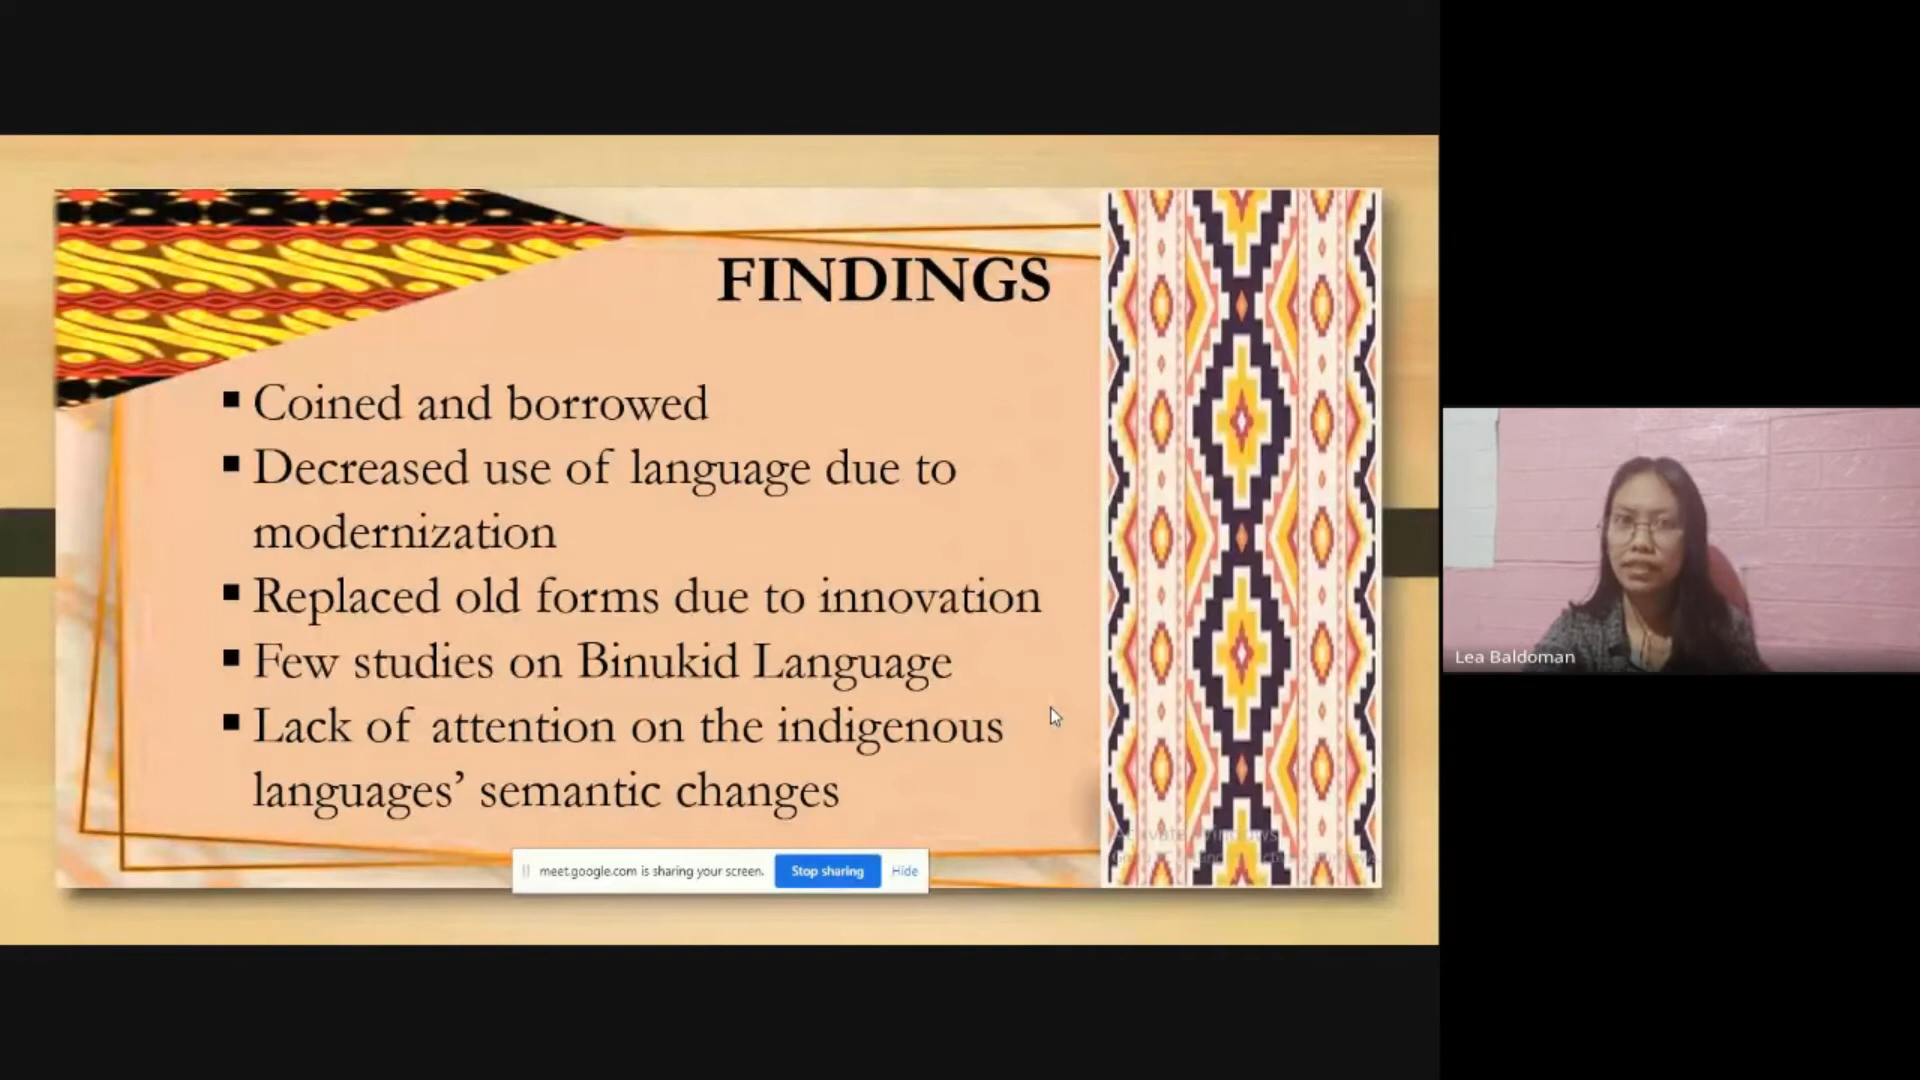 FINDINGS
▪ Coined and borrowed
▪ Decreased use of language due to
modernization
▪ Replaced old forms due to innovation
▪ Few studies on Binukid Language
▪ Lack of attention on the indigenous
languages’ semantic changes
meet.google.com is sharing your screen. Stop sharing Hide
Lea Baldoman